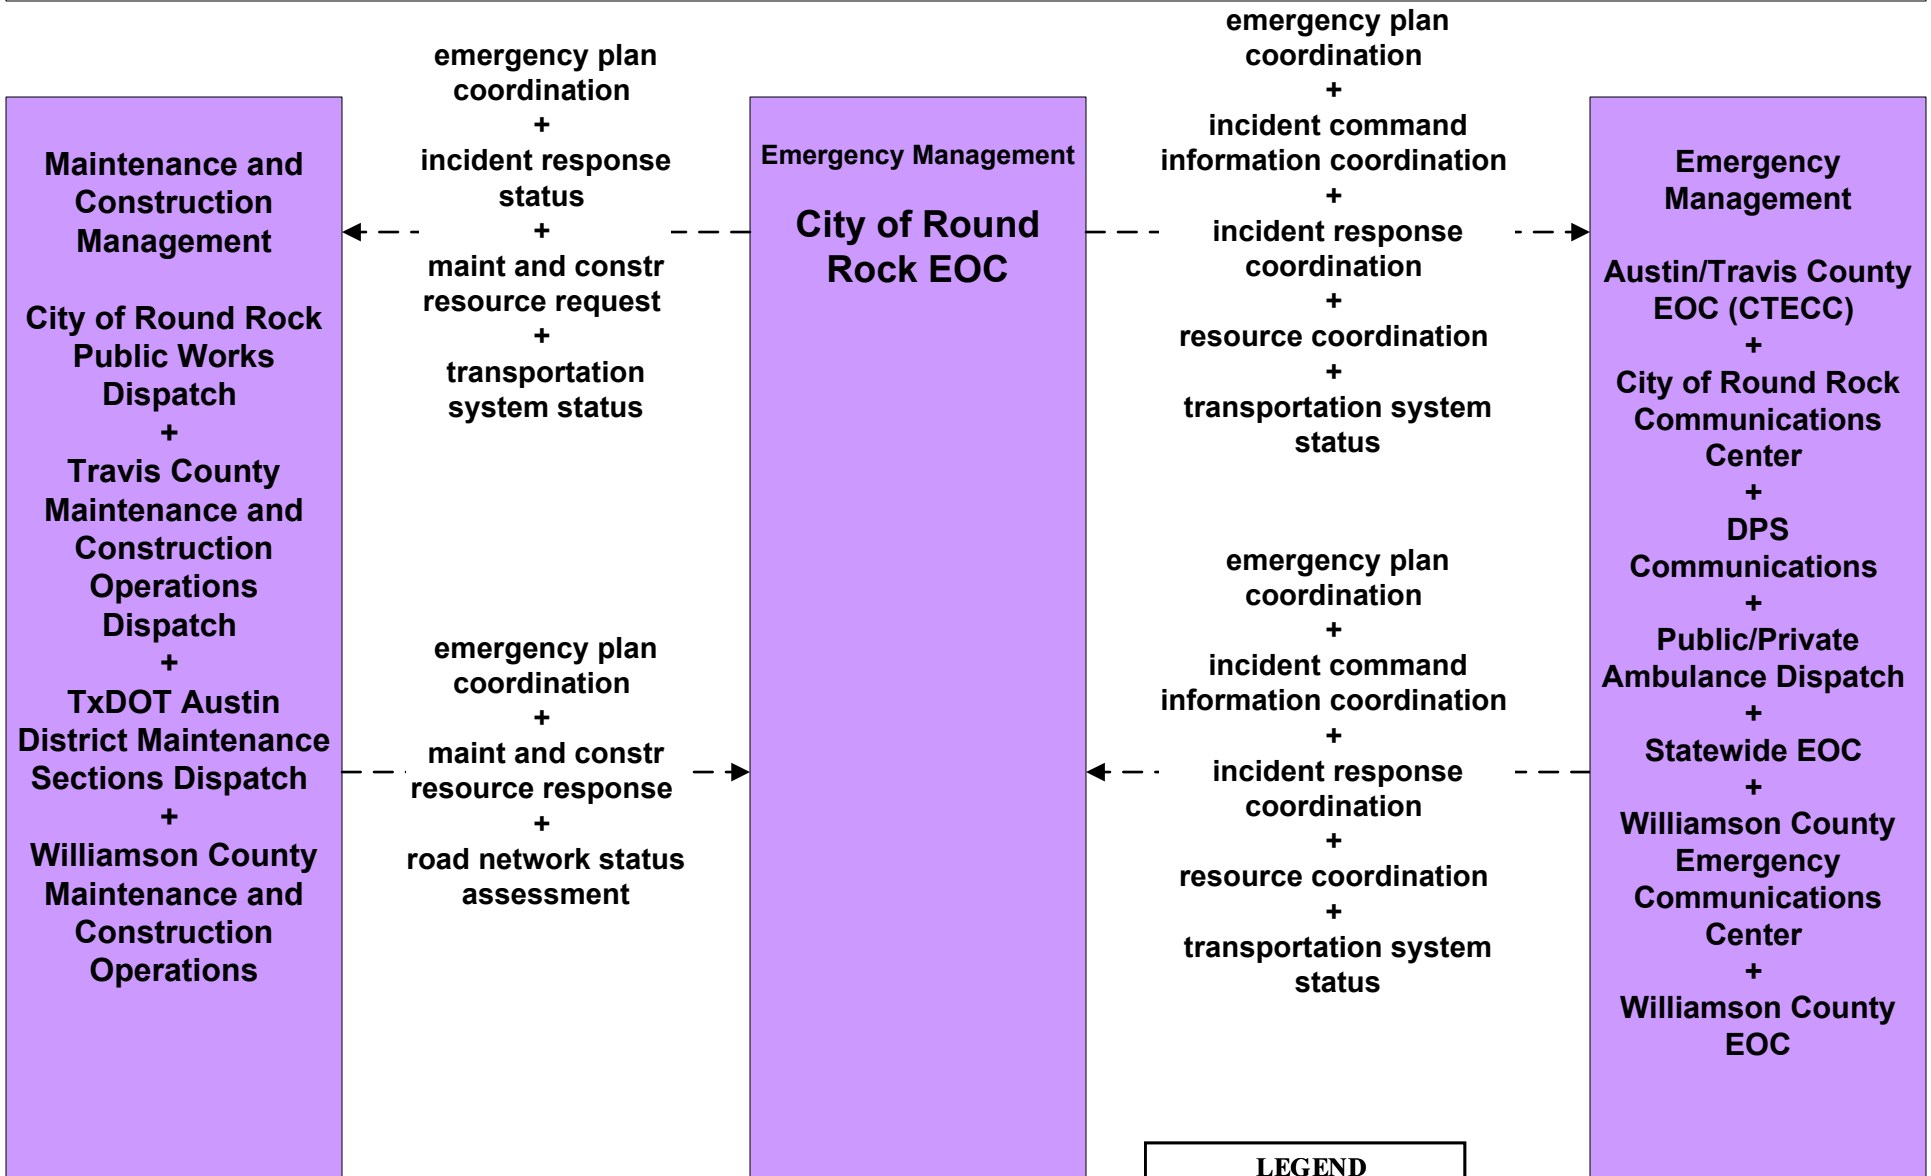 Maintenance and
Construction
Management
City of Round Rock
Public Works
Dispatch
+
Travis County
Maintenance and
Construction
Operations
Dispatch
+
TxDOT Austin
District Maintenance
Sections Dispatch
+
Williamson County
Maintenance and
Construction
Operations
emergency plan
coordination
+
incident response
status
+
maint and constr
resource request
+
transportation
system status
emergency plan
coordination
+
maint and constr
resource response
+
road network status
assessment
Emergency Management
City of Round
Rock EOC
emergency plan
coordination
+
incident command
information coordination
+
incident response
coordination
+
resource coordination
+
transportation system
status
emergency plan
coordination
+
incident command
information coordination
+
incident response
coordination
+
resource coordination
+
transportation system
status
Emergency
Management
Austin/Travis County
EOC (CTECC)
+
City of Round Rock
Communications
Center
+
DPS
Communications
+
Public/Private
Ambulance Dispatch
+
Statewide EOC
+
Williamson County
Emergency
Communications
Center
+
Williamson County
EOC
LEGEND